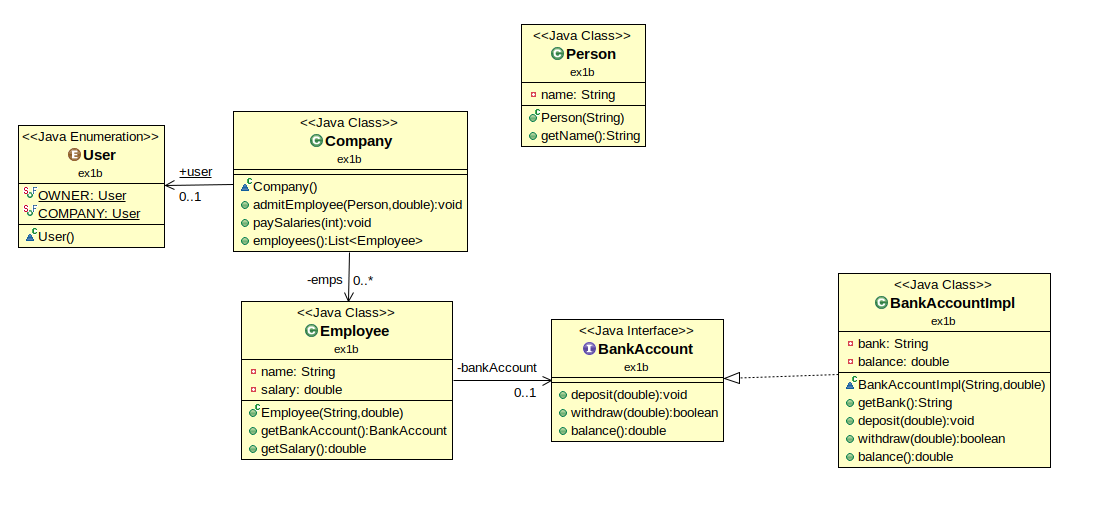 <<Java Class>>
Person
ex1b
name: String
Person(String)
getName():String
<<Java Enumeration>>
User
ex1b
OWNER: User
COMPANY: User
User()
+user
0..1
<<Java Class>>
Company
ex1b
Company()
admitEmployee(Person,double):void
paySalaries(int):void
employees():List<Employee>
-emps
0..*
<<Java Class>>
Employee
ex1b
name: String
salary: double
Employee(String,double)
getBankAccount():BankAccount
getSalary():double
-bankAccount
0..1
<<Java Interface>>
BankAccount
ex1b
deposit(double):void
withdraw(double):boolean
balance():double
<<Java Class>>
BankAccountImpl
ex1b
bank: String
balance: double
BankAccountImpl(String,double)
getBank():String
deposit(double):void
withdraw(double):boolean
balance():double